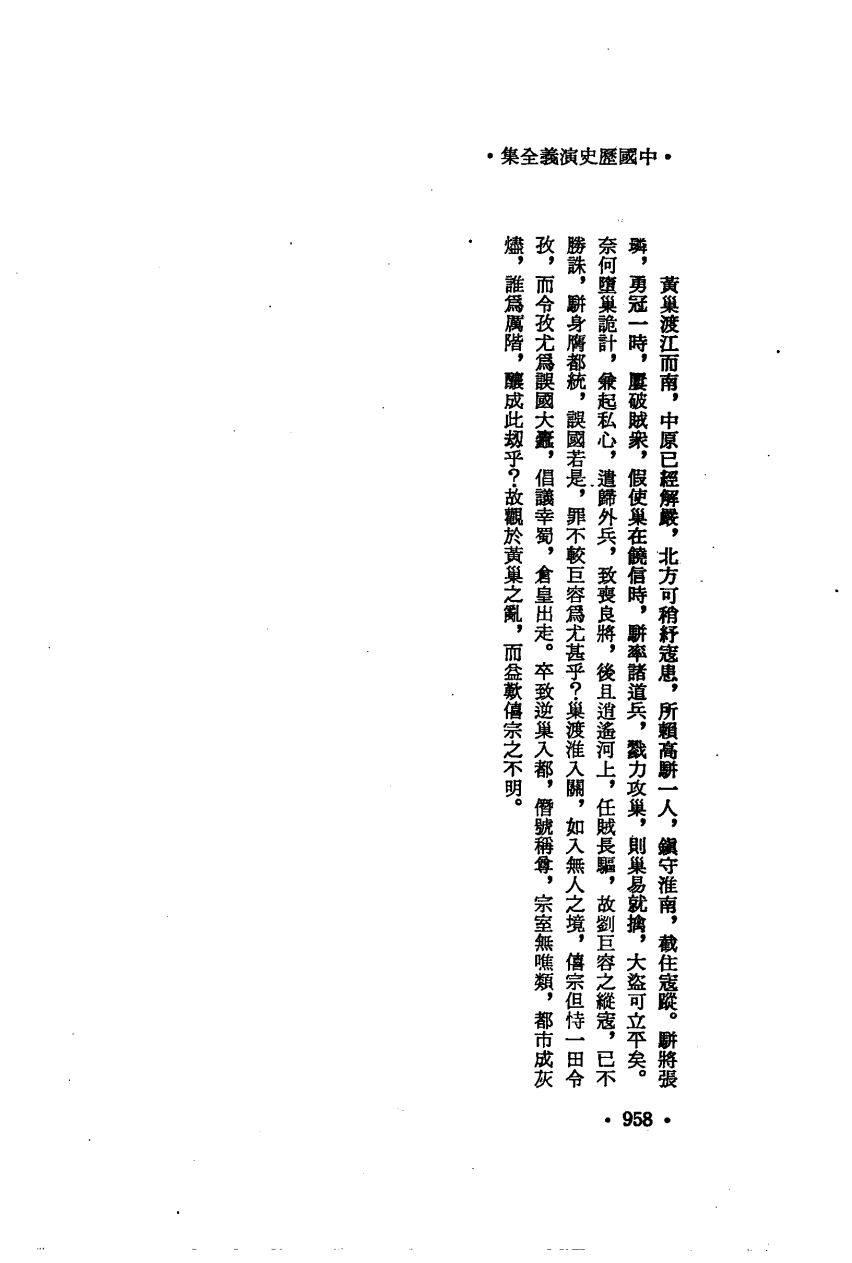 •中國歷史演義全集•
黃巢渡江而南，中原已經解嚴，北方可稍紓寇患，所賴高駢一人，鎭守淮南，截住寇蹤。駢將張
璘，勇冠一時，屢破賊衆，假使巢在饒信時，駢率諸道兵，戮力攻巢，則巢易就擒，大盜可立平矣。
奈何墮巢詭計，兼起私心，遣歸外兵，致喪良將，後且逍遙河上，任賊長驅，故劉巨容之縱寇，已不
勝誅，駢身膺都統，誤國若是，罪不較巨容爲尤甚乎？巢渡淮入關，如入無人之境，僖宗但恃一田令
孜，而令孜尤爲誤國大蠹，倡議幸蜀，倉皇出走。卒致逆巢入都，僭號稱尊，宗室無噍類，都市成灰
燼，誰爲厲階，釀成此劫乎？故觀於黃巢之亂，而益歎僖宗之不明。
•958•